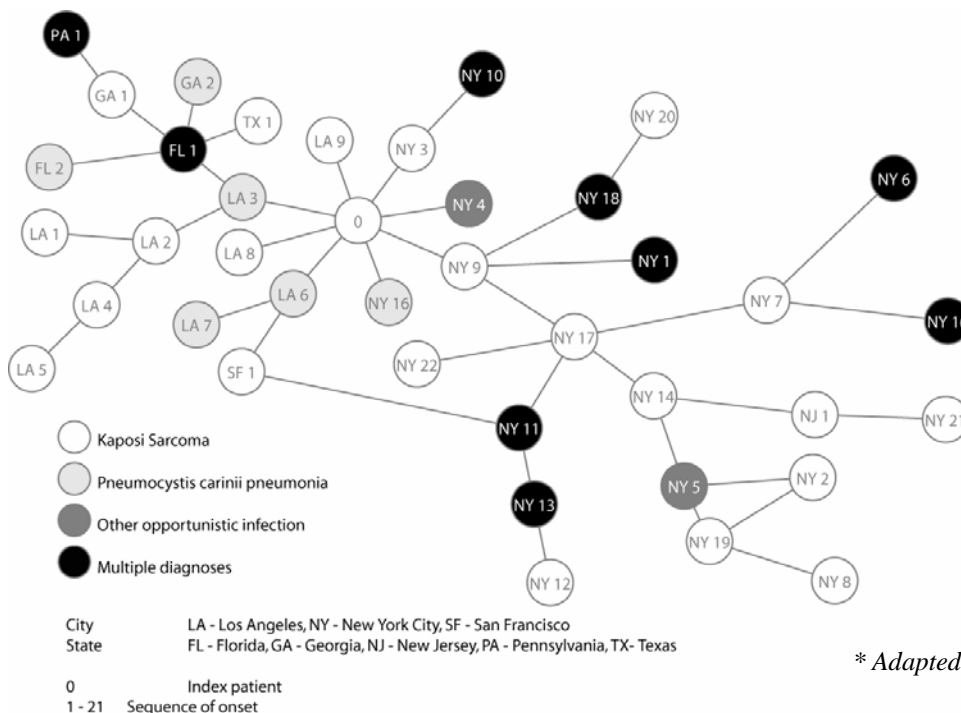 PA 1
GA 1
GA 2
TX 1
FL 1
FL 2
LA 9
NY 3
NY 10
NY 20
LA 3
NY 4
NY 18
NY 6
0
LA 1
LA 2
LA 8
NY 9
NY 1
LA 4
LA 6
NY 16
NY 7
LA 7
NY 17
NY 16
LA 5
SF 1
NY 22
NY 14
NJ 1
NY 21
NY 11
NY 5
NY 2
NY 13
NY 19
NY 12
NY 8
Kaposi Sarcoma
Pneumocystis carinii pneumonia
Other opportunistic infection
Multiple diagnoses
City LA - Los Angeles, NY - New York City, SF - San Francisco
State FL - Florida, GA - Georgia, NJ - New Jersey, PA - Pennsylvania, TX- Texas
* Adapted
0 Index patient
1 - 21 Sequence of onset